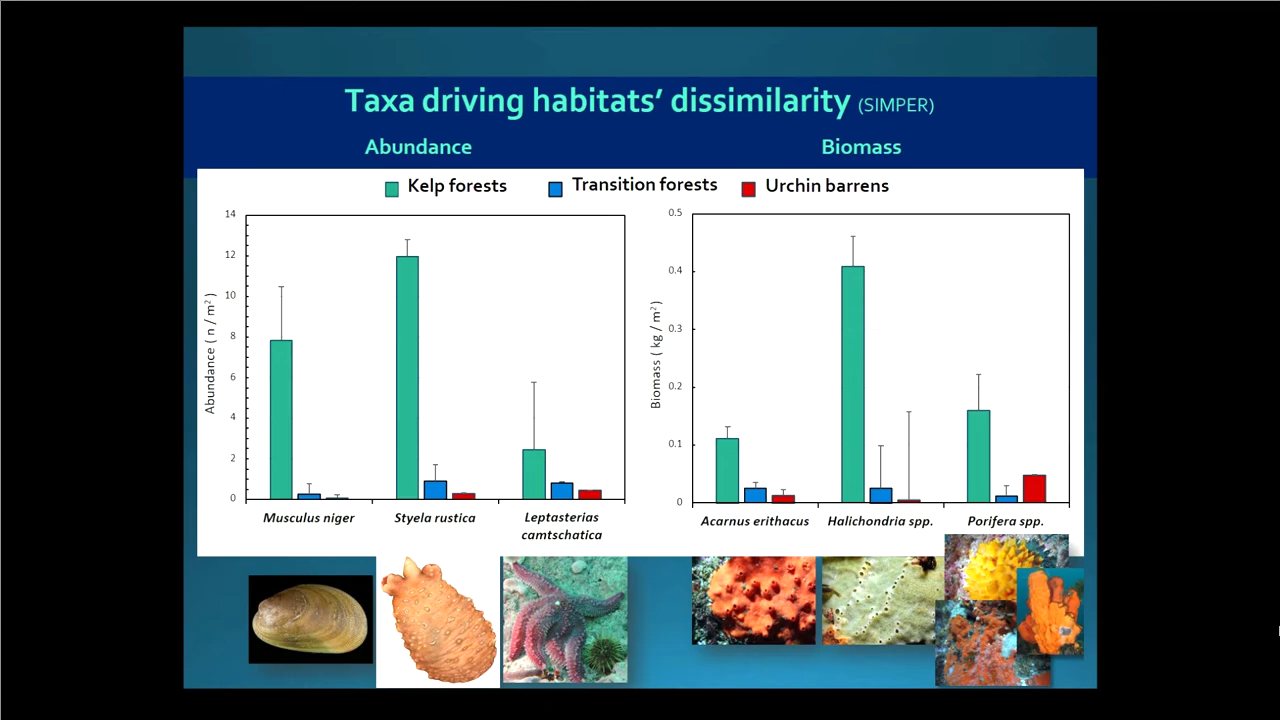 Taxa driving habitats’ dissimilarity (SIMPER)
Abundance
Biomass
Kelp forests
Transition forests
Urchin barrens
Abundance ( n / m² )
14
12
10
8
6
4
2
0
Musculus niger
Styela rustica
Leptasterias
camtschatica
Biomass ( kg / m² )
0.5
0.4
0.3
0.2
0.1
0
Acarnus erithacus
Halichondria spp.
Porifera spp.